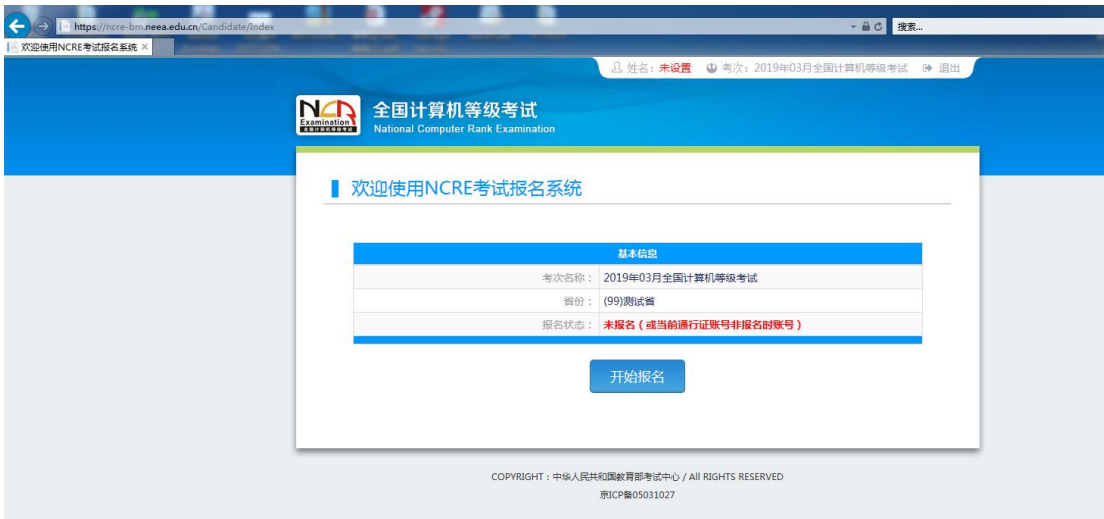 https://ncre-bm.neea.edu.cn/Candidate/Index
搜索...
欢迎使用NCRE考试报名系统 ×
姓名：未设置 考次：2019年03月全国计算机等级考试 退出
NCR
Examination
全国计算机等级考试
National Computer Rank Examination
欢迎使用NCRE考试报名系统
基本信息
考次名称： 2019年03月全国计算机等级考试
省份： (99)测试省
报名状态： 未报名（或当前通行证账号非报名时账号）
开始报名
COPYRIGHT：中华人民共和国教育部考试中心 / All RIGHTS RESERVED
京ICP备05031027